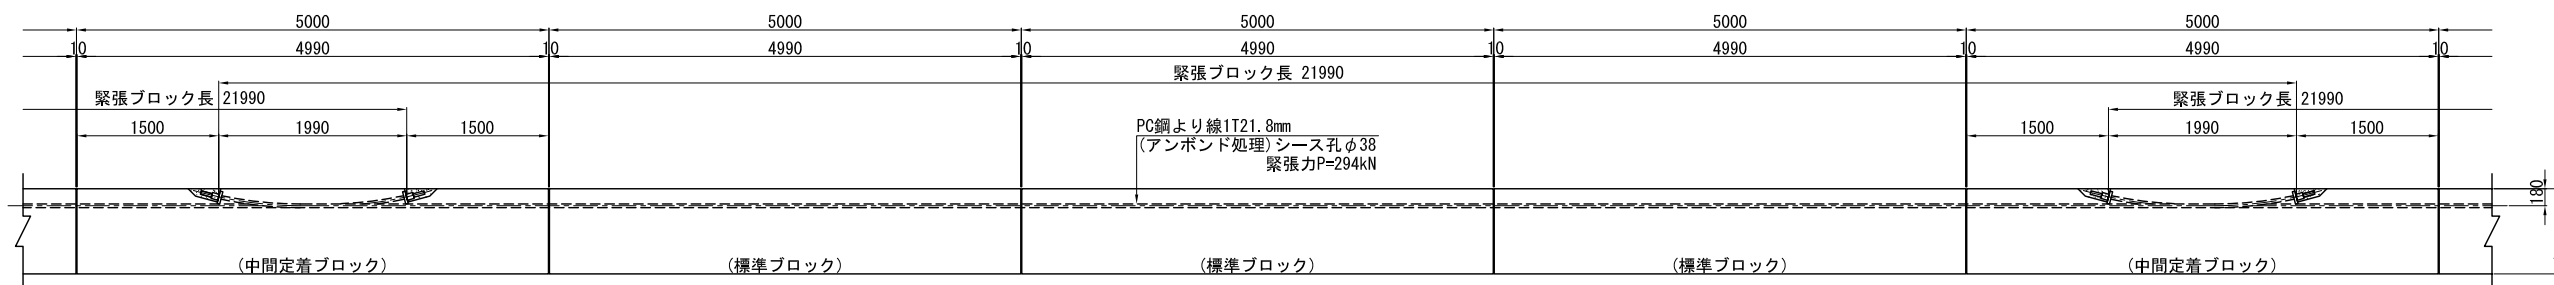 5000 5000 5000 5000 5000
10 4990 10 4990 10 4990 10 4990 10 4990 10
緊張ブロック長 21990
緊張ブロック長 21990 緊張ブロック長 21990
1500 1990 1500 1500 1990 1500
PC鋼より線1T21.8mm
(アンボンド処理)シース孔φ38
緊張力P=294kN
180
(中間定着ブロック) (標準ブロック) (標準ブロック) (標準ブロック) (中間定着ブロック)